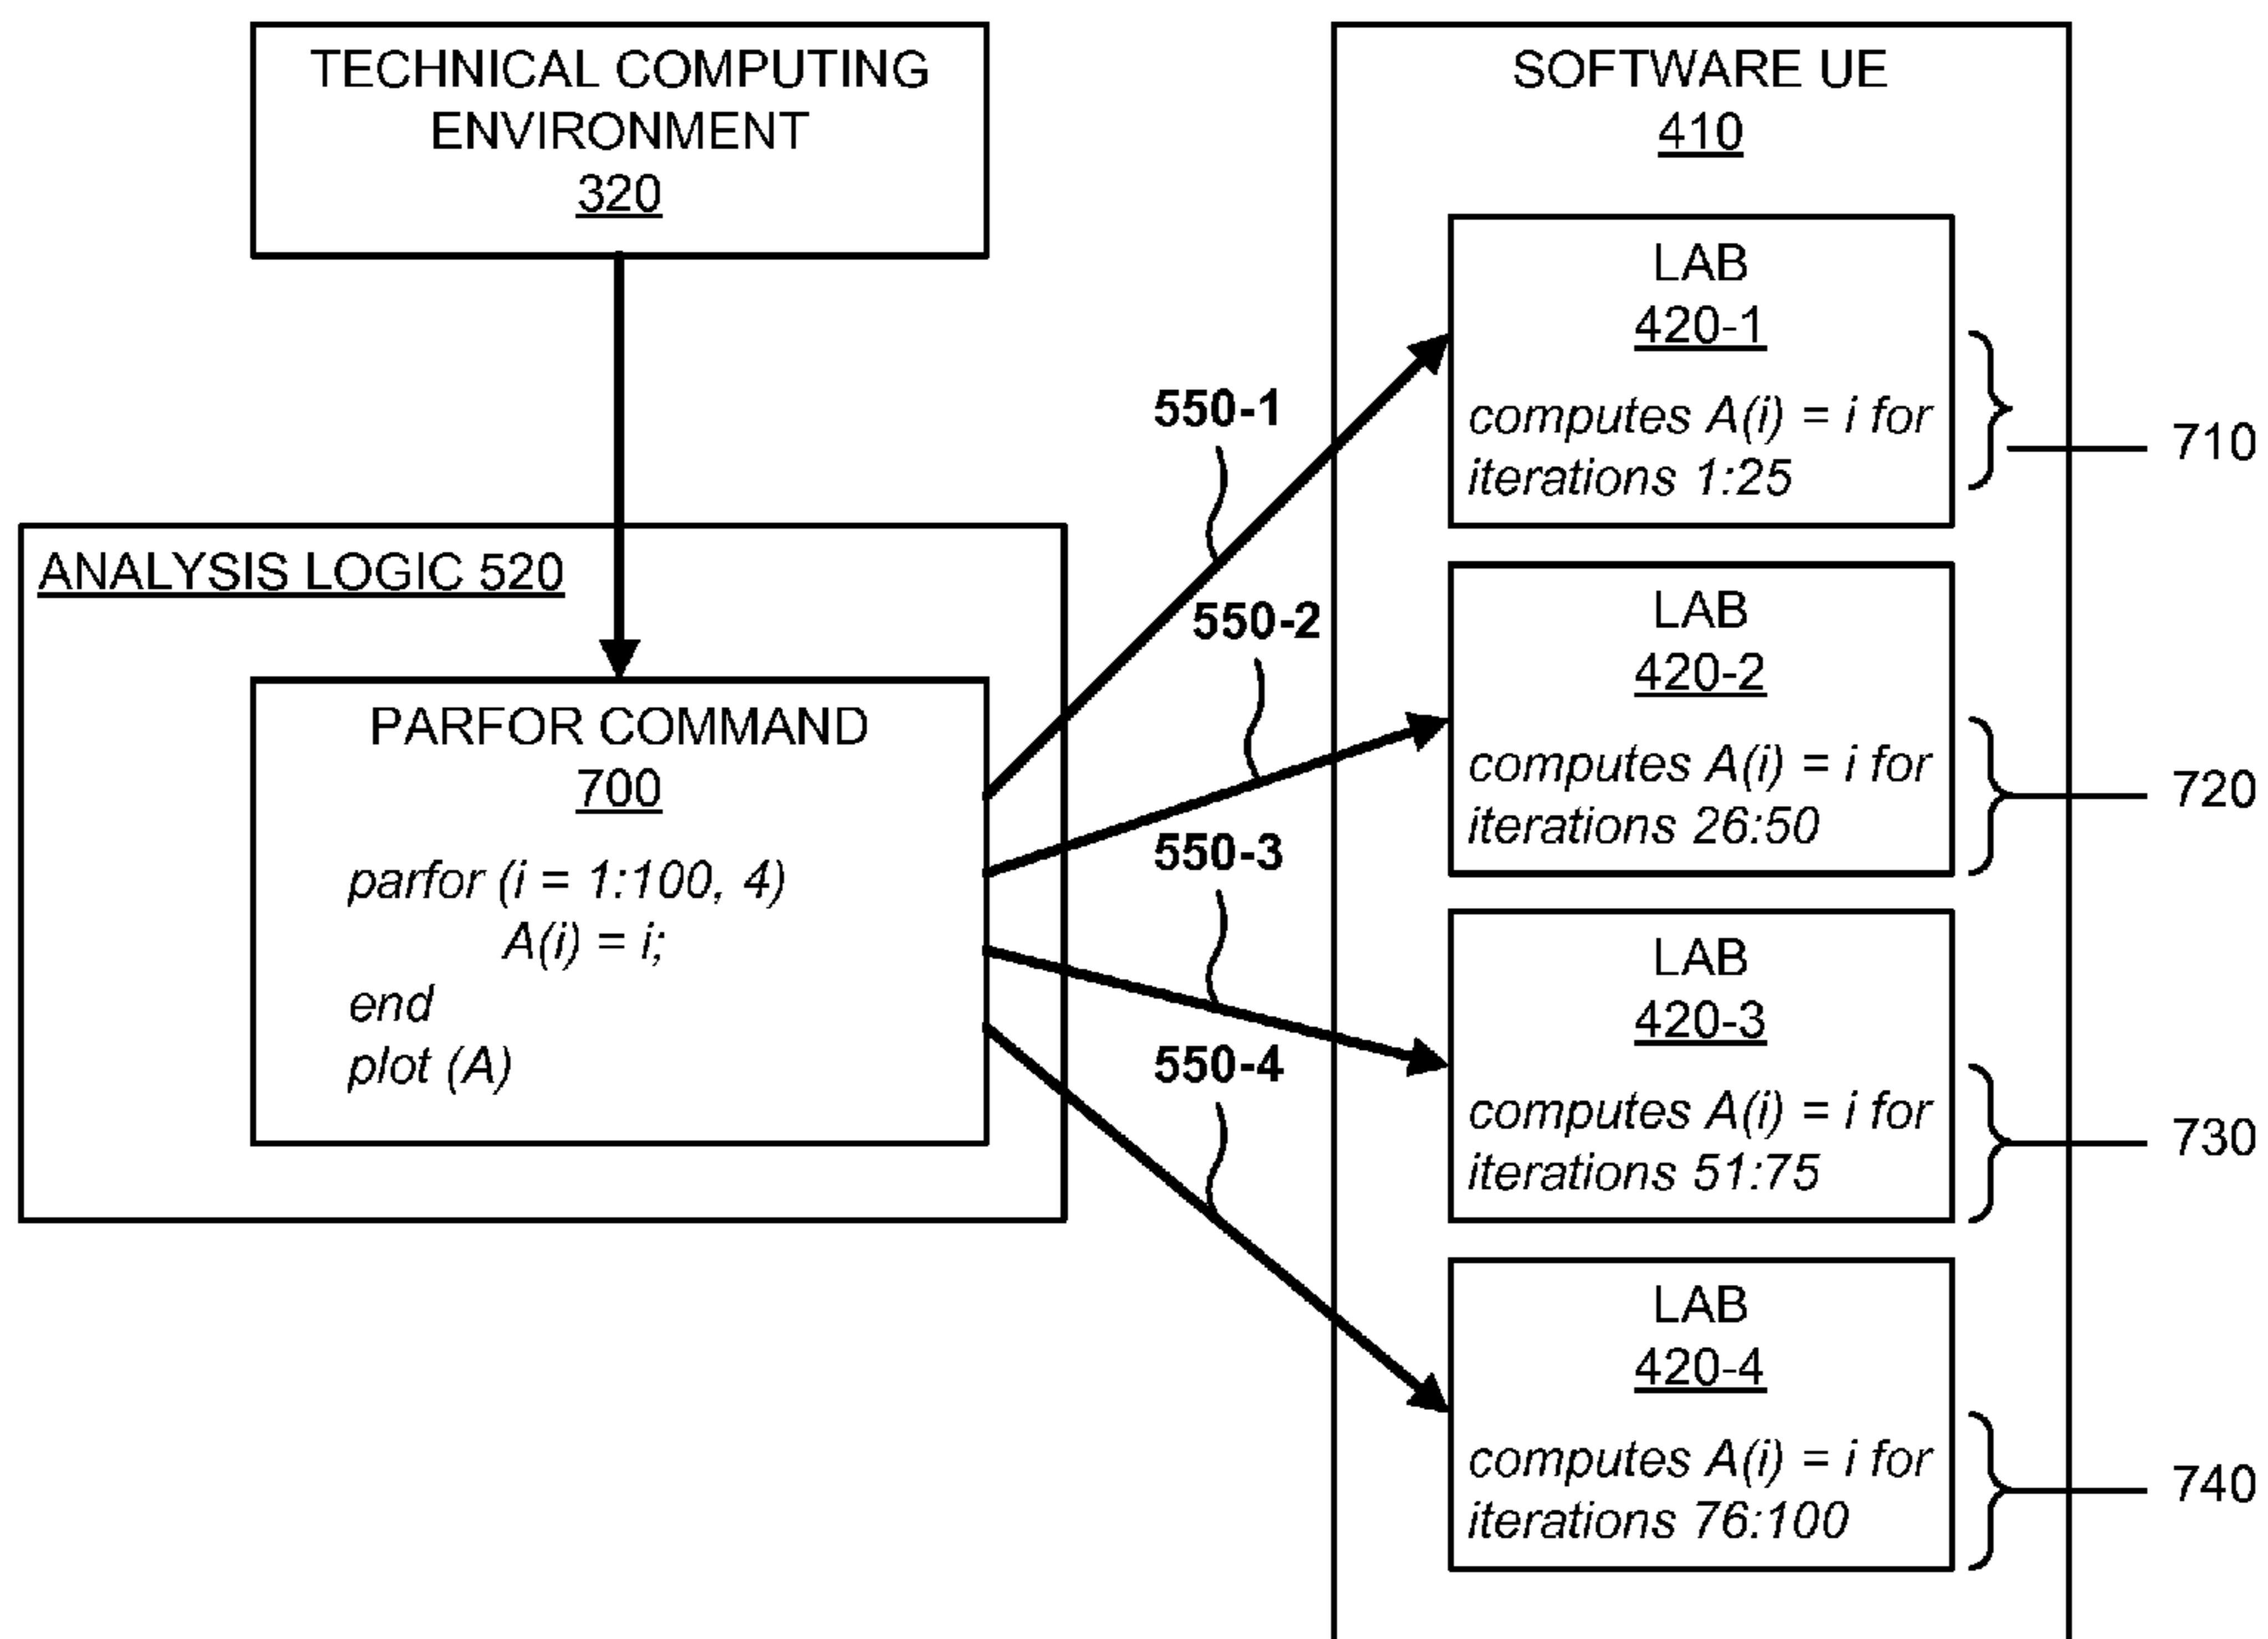 TECHNICAL COMPUTING
ENVIRONMENT
320
ANALYSIS LOGIC 520
PARFOR COMMAND
700
parfor (i = 1:100, 4)
A(i) = i;
end
plot (A)
550-1
550-2
550-3
550-4
SOFTWARE UE
410
LAB
420-1
computes A(i) = i for
iterations 1:25
710
LAB
420-2
computes A(i) = i for
iterations 26:50
720
LAB
420-3
computes A(i) = i for
iterations 51:75
730
LAB
420-4
computes A(i) = i for
iterations 76:100
740